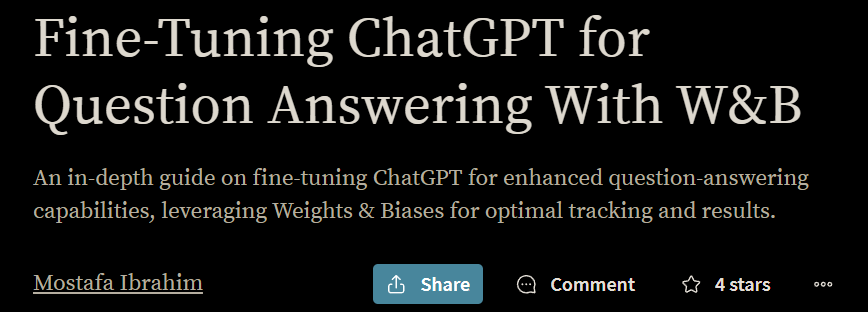 Fine-Tuning ChatGPT for
Question Answering With W&B
An in-depth guide on fine-tuning ChatGPT for enhanced question-answering
capabilities, leveraging Weights & Biases for optimal tracking and results.
Mostafa Ibrahim
Share
Comment
4 stars